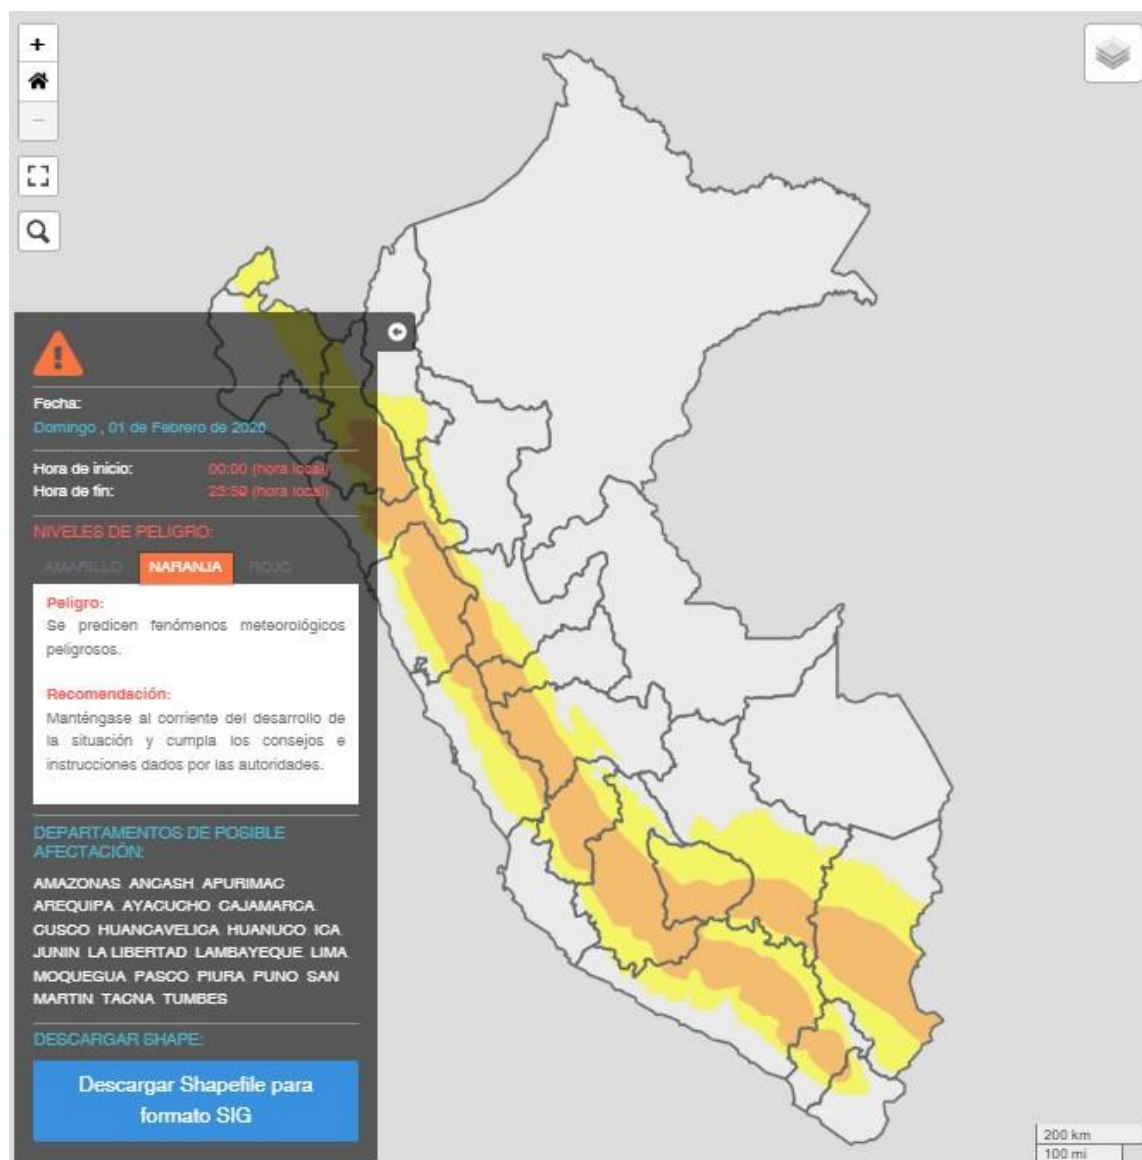 +
−
Fecha:
Domingo , 01 de Febrero de 2026
Hora de inicio: 00:00 (hora local)
Hora de fin: 23:59 (hora local)
NIVELES DE PELIGRO:
AMARILLO NARANJA ROJO
Peligro:
Se predicen fenómenos meteorológicos
peligrosos.
Recomendación:
Manténgase al corriente del desarrollo de
la situación y cumpla los consejos e
instrucciones dados por las autoridades.
DEPARTAMENTOS DE POSIBLE
AFECTACIÓN:
AMAZONAS ANCASH APURIMAC
AREQUIPA AYACUCHO CAJAMARCA
CUSCO HUANCAVELICA HUANUCO ICA
JUNIN LA LIBERTAD LAMBAYEQUE LIMA
MOQUEGUA PASCO PIURA PUNO SAN
MARTIN TACNA TUMBES
DESCARGAR SHAPE:
Descargar Shapefile para
formato SIG
200 km
100 mi